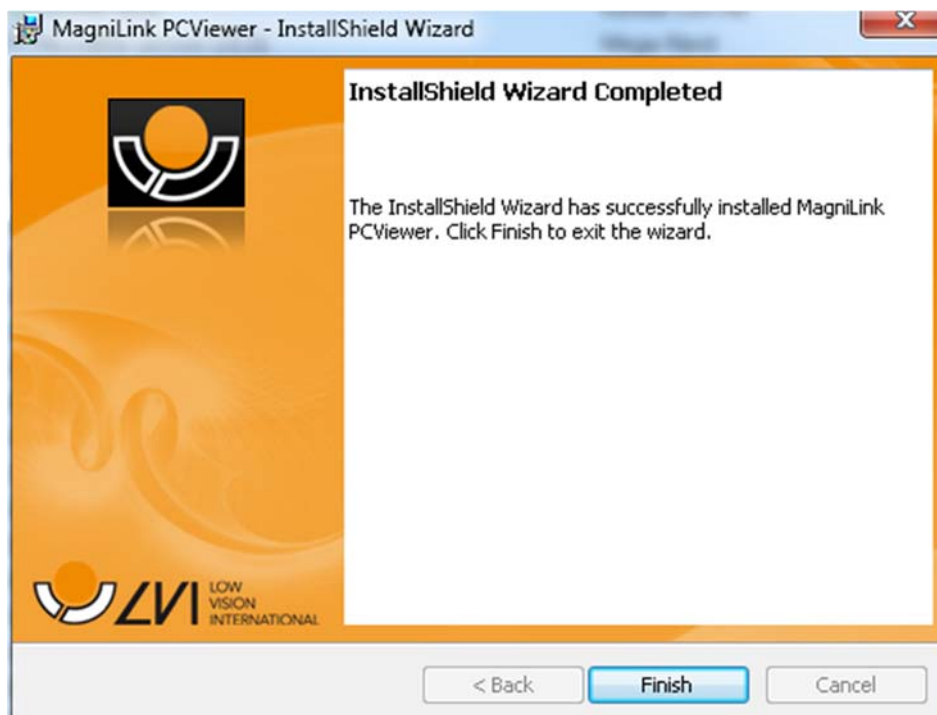 MagniLink PCViewer - InstallShield Wizard
X
InstallShield Wizard Completed
The InstallShield Wizard has successfully installed MagniLink
PCViewer. Click Finish to exit the wizard.
LVI
LOW
VISION
INTERNATIONAL
< Back
Finish
Cancel